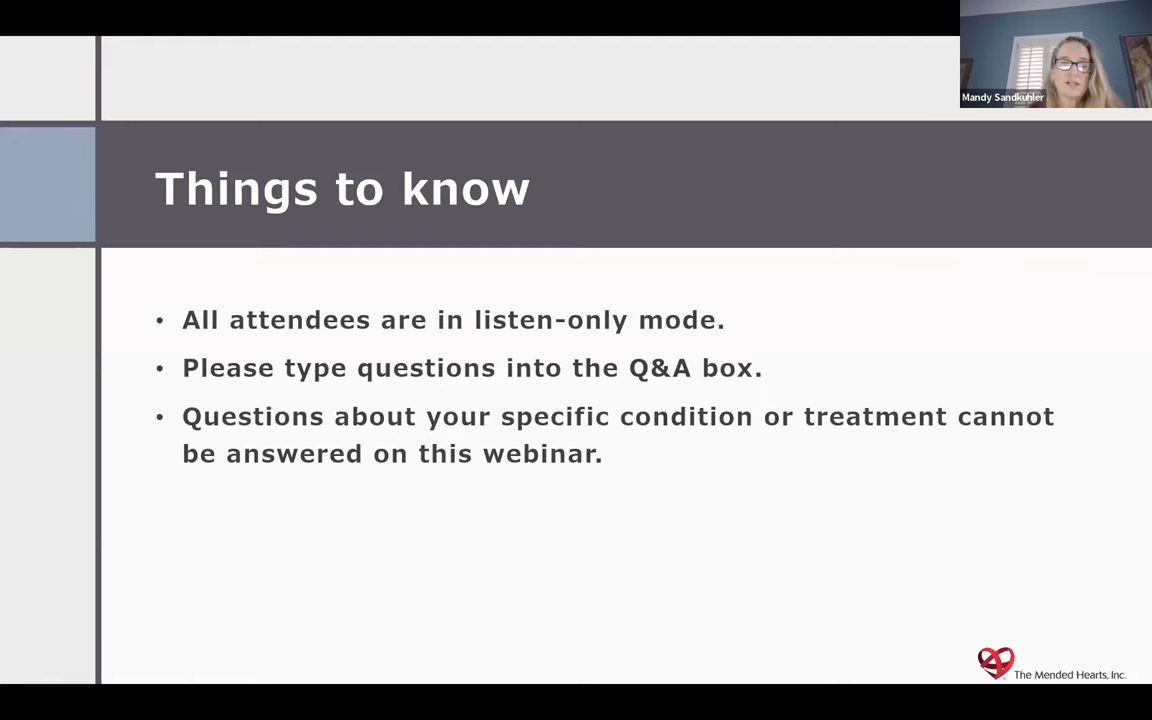 Mandy Sandkuhler
Things to know
• All attendees are in listen-only mode.
• Please type questions into the Q&A box.
• Questions about your specific condition or treatment cannot
be answered on this webinar.
The Mended Hearts, Inc.